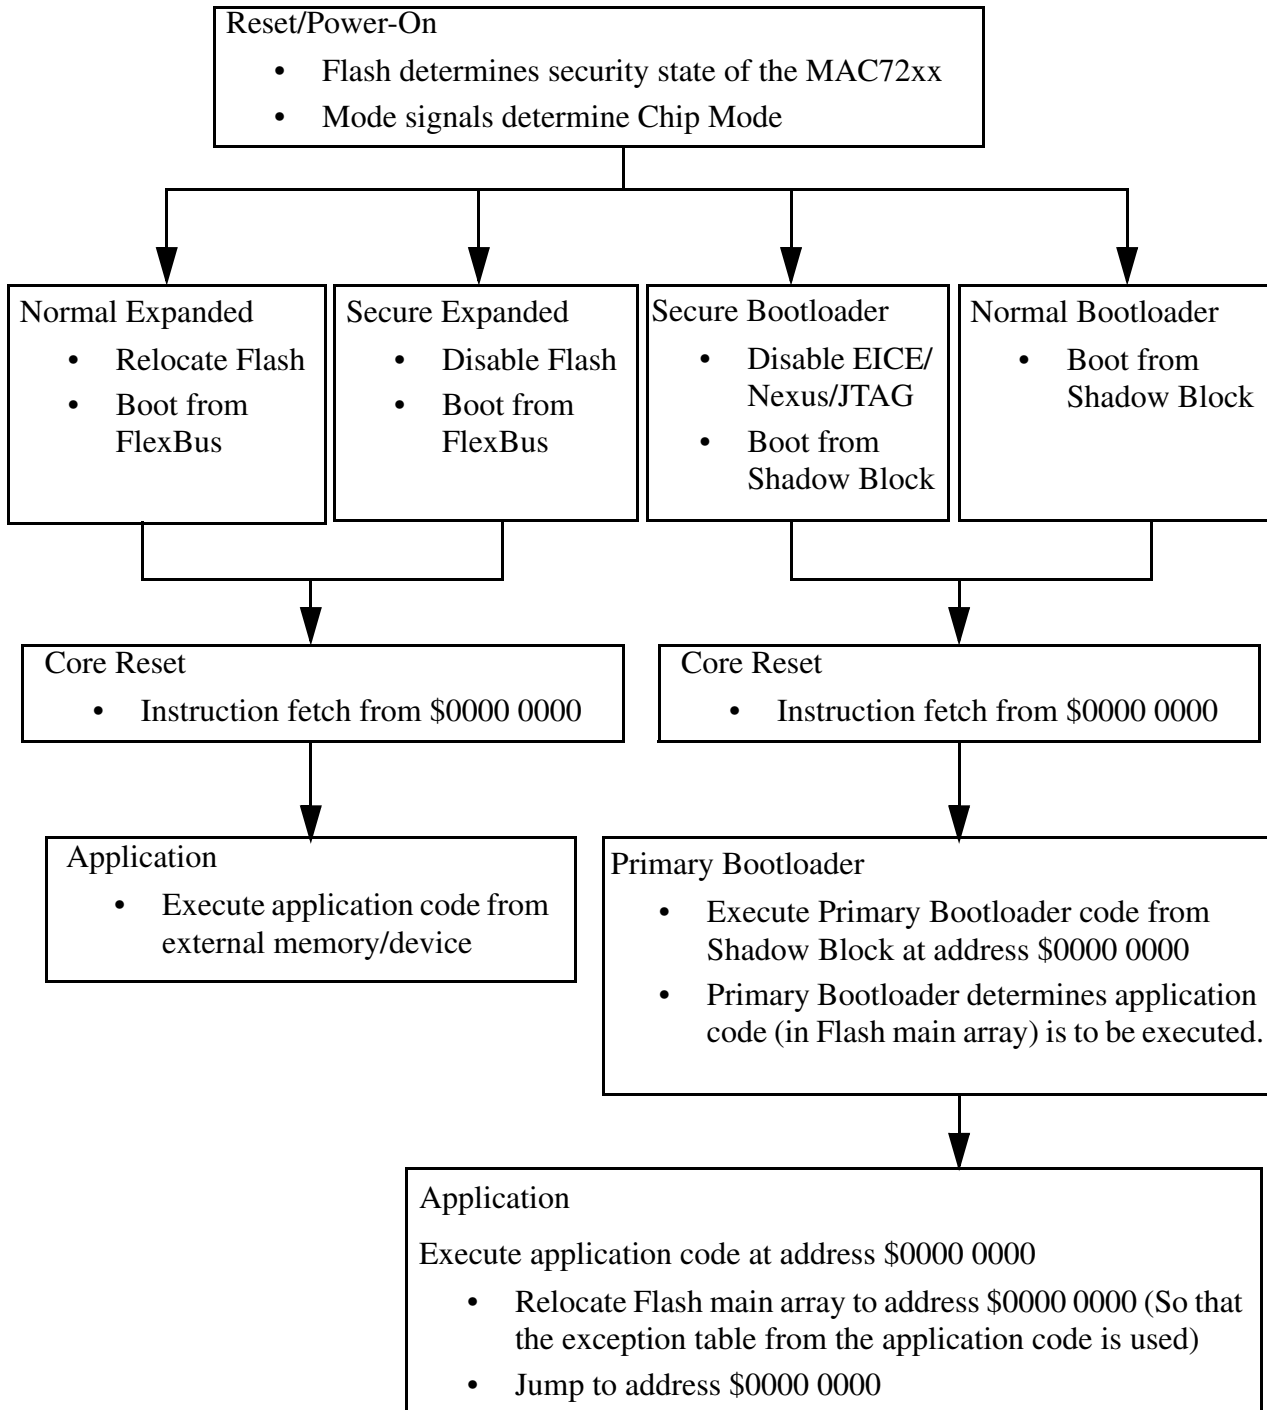 Reset/Power-On
• Flash determines security state of the MAC72xx
• Mode signals determine Chip Mode
Normal Expanded
• Relocate Flash
• Boot from
FlexBus
Secure Expanded
• Disable Flash
• Boot from
FlexBus
Secure Bootloader
• Disable EICE/
Nexus/JTAG
• Boot from
Shadow Block
Normal Bootloader
• Boot from
Shadow Block
Core Reset
• Instruction fetch from $0000 0000
Core Reset
• Instruction fetch from $0000 0000
Application
• Execute application code from
external memory/device
Primary Bootloader
• Execute Primary Bootloader code from
Shadow Block at address $0000 0000
• Primary Bootloader determines application
code (in Flash main array) is to be executed.
Application
Execute application code at address $0000 0000
• Relocate Flash main array to address $0000 0000 (So that
the exception table from the application code is used)
• Jump to address $0000 0000